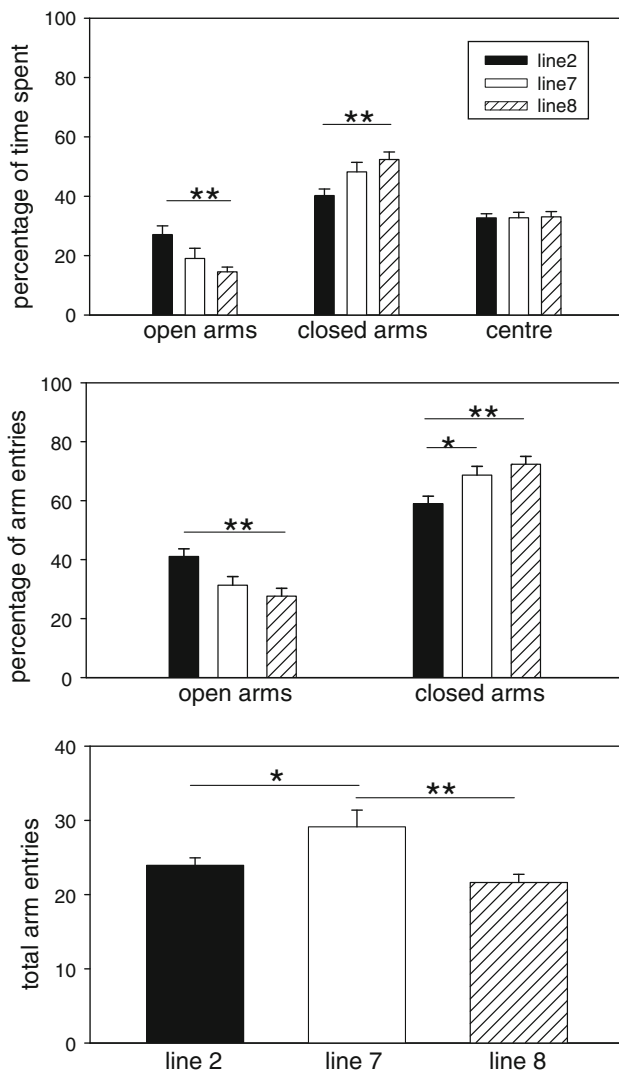 percentage of time spent
100
80
60
40
20
0
line2
line7
line8
**
**
open arms
closed arms
centre
percentage of arm entries
100
80
60
40
20
0
**
*
**
open arms
closed arms
total arm entries
40
30
20
10
0
*
**
line 2
line 7
line 8